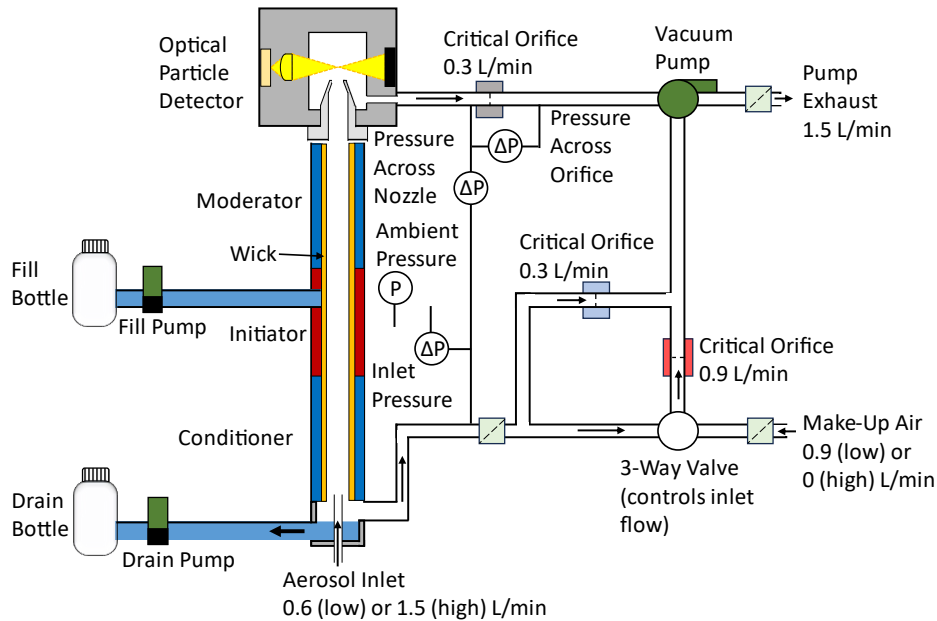 Optical
Particle
Detector
Critical Orifice
0.3 L/min
Vacuum
Pump
Pump
Exhaust
1.5 L/min
Pressure
Across
Nozzle
ΔP
ΔP
Pressure
Across
Orifice
Moderator
Wick
Ambient
Pressure
P
ΔP
Critical Orifice
0.3 L/min
Fill
Bottle
Fill Pump
Initiator
Inlet
Pressure
Critical Orifice
0.9 L/min
Conditioner
3-Way Valve
(controls inlet
flow)
Make-Up Air
0.9 (low) or
0 (high) L/min
Drain
Bottle
Drain Pump
Aerosol Inlet
0.6 (low) or 1.5 (high) L/min